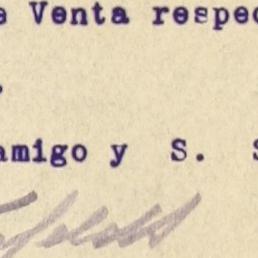 e Venta respec
.
amigo y S. S